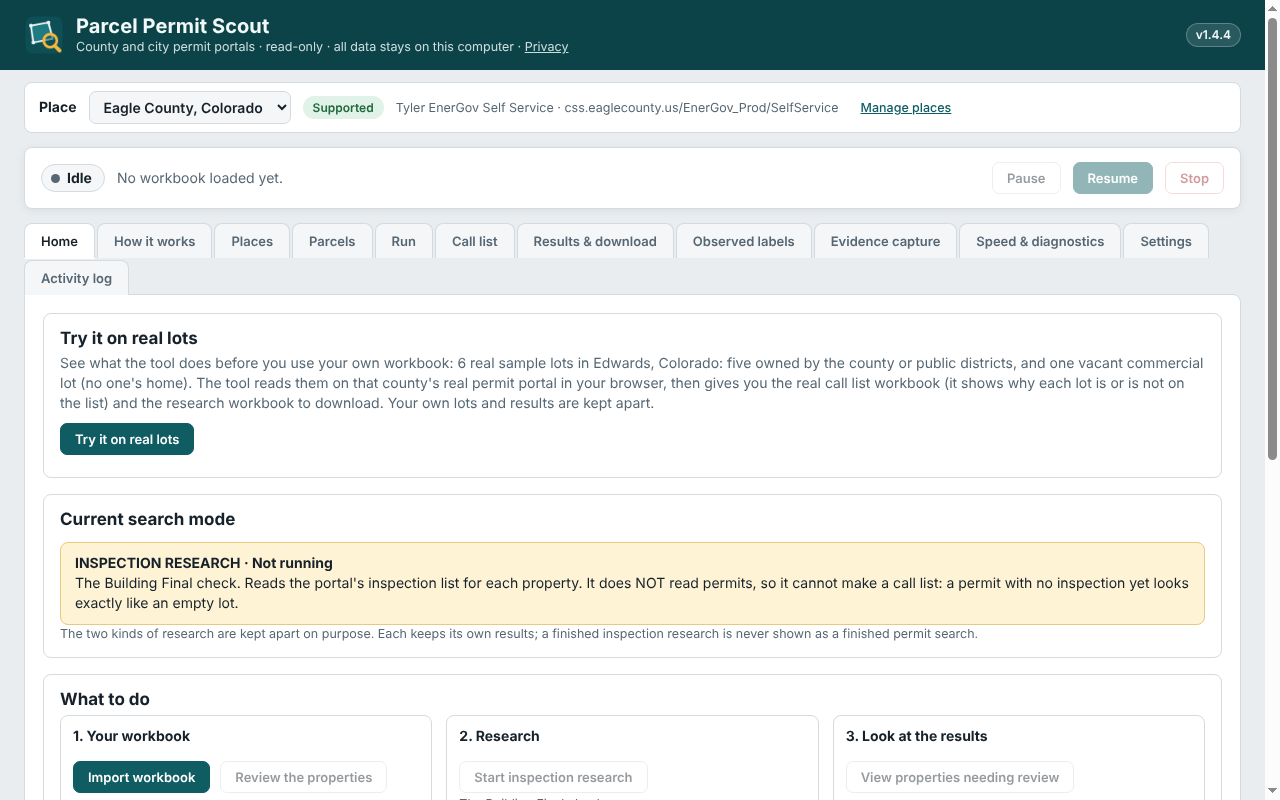 Parcel Permit Scout
County and city permit portals · read-only · all data stays on this computer · Privacy
v1.4.4
Place
Eagle County, Colorado
Supported
Tyler EnerGov Self Service · css.eaglecounty.us/EnerGov_Prod/SelfService
Manage places
Idle
No workbook loaded yet.
Pause
Resume
Stop
Home
How it works
Places
Parcels
Run
Call list
Results & download
Observed labels
Evidence capture
Speed & diagnostics
Settings
Activity log
Try it on real lots
See what the tool does before you use your own workbook: 6 real sample lots in Edwards, Colorado: five owned by the county or public districts, and one vacant commercial
lot (no one's home). The tool reads them on that county's real permit portal in your browser, then gives you the real call list workbook (it shows why each lot is or is not on
the list) and the research workbook to download. Your own lots and results are kept apart.
Try it on real lots
Current search mode
INSPECTION RESEARCH · Not running
The Building Final check. Reads the portal's inspection list for each property. It does NOT read permits, so it cannot make a call list: a permit with no inspection yet looks
exactly like an empty lot.
The two kinds of research are kept apart on purpose. Each keeps its own results; a finished inspection research is never shown as a finished permit search.
What to do
1. Your workbook
Import workbook
Review the properties
2. Research
Start inspection research
3. Look at the results
View properties needing review